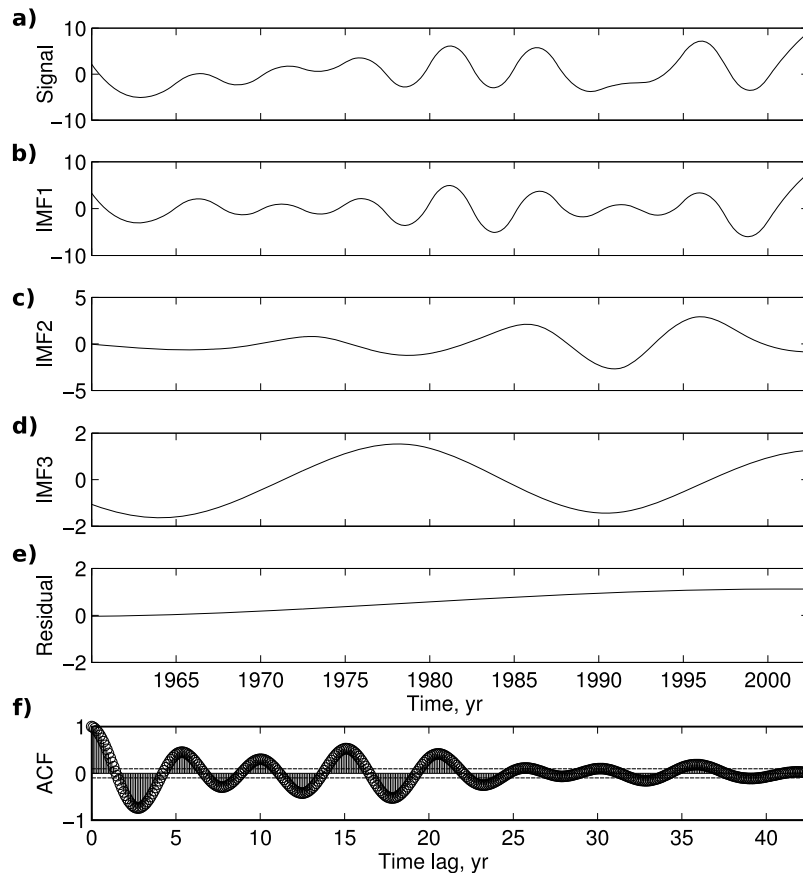 a)
10
0
−10
Signal
b)
10
0
−10
IMF1
c)
5
0
−5
IMF2
d)
2
0
−2
IMF3
e)
2
0
−2
Residual
1965 1970 1975 1980 1985 1990 1995 2000
Time, yr
f)
1
0
−1
ACF
0 5 10 15 20 25 30 35 40
Time lag, yr